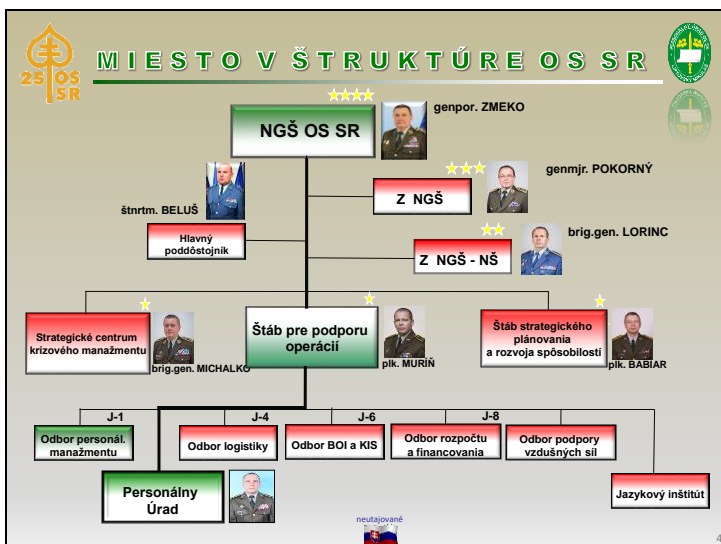 MIESTO V ŠTRUKTÚRE OS SR
25 OS
SR
NGŠ OS SR
genpor. ZMEKO
genmjr. POKORNÝ
Z NGŠ
štnrtm. BELUŠ
Hlavný
poddôstojník
brig.gen. LORINC
Z NGŠ - NŠ
Strategické centrum
krízového manažmentu
brig.gen. MICHALKO
Štáb pre podporu
operácií
plk. MURÍŇ
Štáb strategického
plánovania
a rozvoja spôsobilostí
plk. BABIAR
J-1
J-4
J-6
J-8
Odbor personál.
manažmentu
Odbor logistiky
Odbor BOI a KIS
Odbor rozpočtu
a financovania
Odbor podpory
vzdušných síl
Personálny
Úrad
Jazykový inštitút
neutajované
4